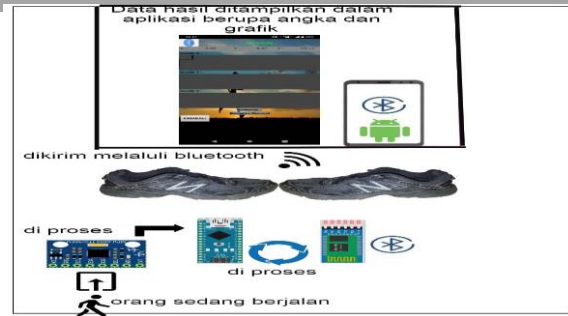 Data hasil ditampilkan dalam
aplikasi berupa angka dan
grafik
dikirim melaluli bluetooth
N N
di proses
di proses
orang sedang berjalan